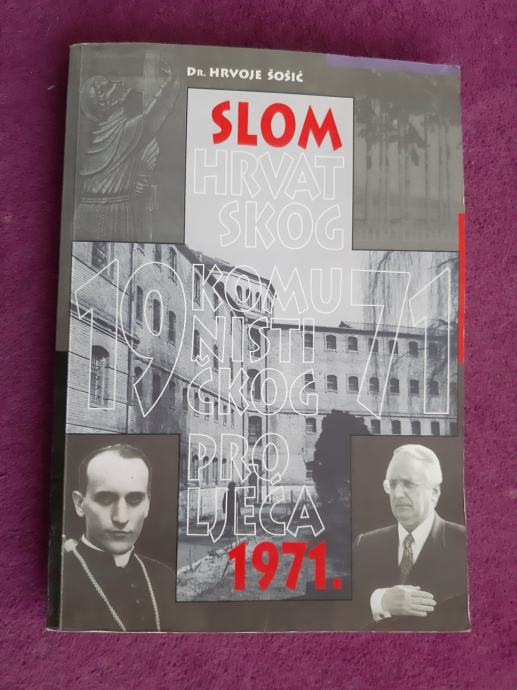 Dr. HRVOJE ŠOŠIĆ
SLOM
HRVAT
SKOG
19 KOMU 71
NISTI
ČKOG
PRO
LJEĆA
1971.